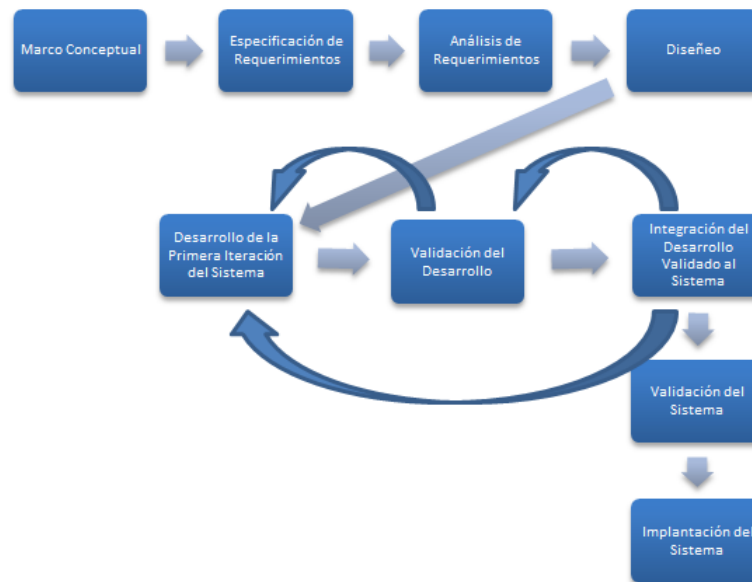 Marco Conceptual
Especificación de
Requerimientos
Análisis de
Requerimientos
Diseñeo
Desarrollo de la
Primera Iteración
del Sistema
Validación del
Desarrollo
Integración del
Desarrollo
Validado al
Sistema
Validación del
Sistema
Implantación del
Sistema